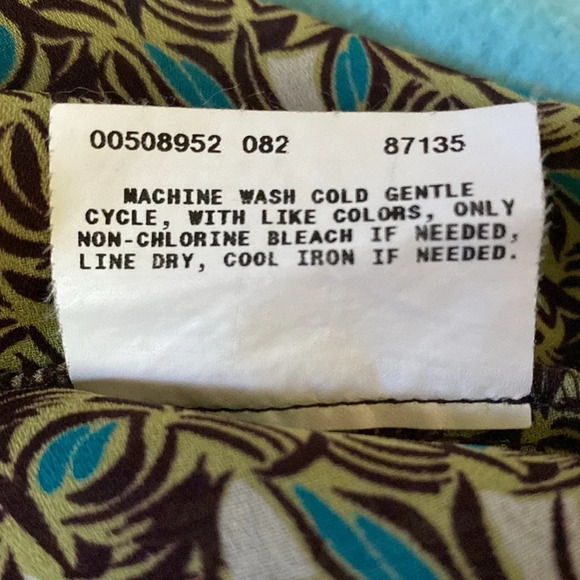 00508952 082 87135
MACHINE WASH COLD GENTLE
CYCLE, WITH LIKE COLORS, ONLY
NON-CHLORINE BLEACH IF NEEDED,
LINE DRY, COOL IRON IF NEEDED.